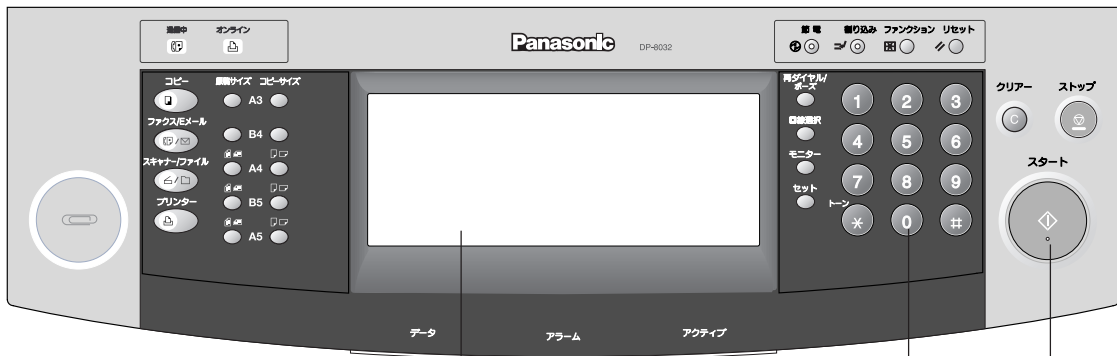 通信中 オンライン
Panasonic DP-8032
節電 割り込み ファンクション リセット
コピー 原稿サイズ コピーサイズ
A3
ファクス/Eメール
B4
スキャナー/ファイル
A4
プリンター
B5
A5
再ダイヤル/
ポーズ
回線選択
モニター
セット
トーン
1 2 3
4 5 6
7 8 9
* 0 #
クリアー ストップ
C
スタート
データ アラーム アクティブ